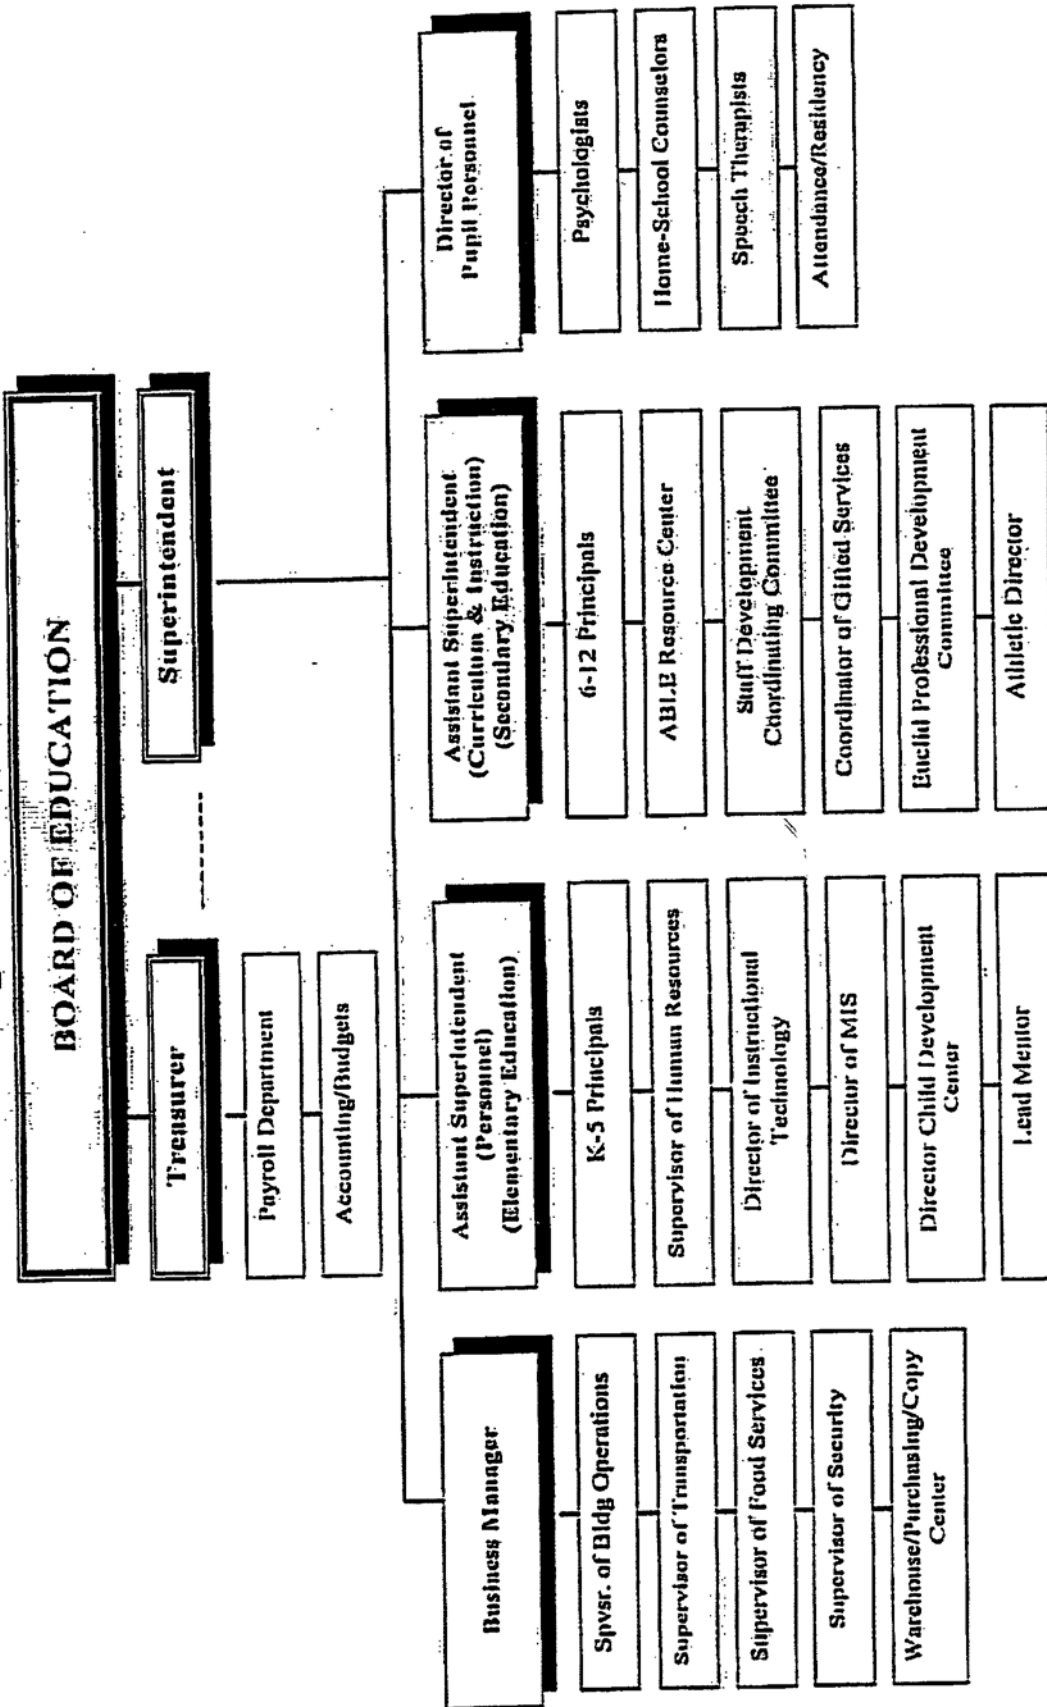 BOARD OF EDUCATION
Treasurer
Superintendent
Payroll Department
Accounting/Budgets
Business Manager
Spvsr. of Bldg Operations
Supervisor of Transportation
Supervisor of Food Services
Supervisor of Security
Warehouse/Purchasing/Copy
Center
Assistant Superintendent
(Personnel)
(Elementary Education)
K-5 Principals
Supervisor of Human Resources
Director of Instructional
Technology
Director of MIS
Director Child Development
Center
Lead Mentor
Assistant Superintendent
(Curriculum & Instruction)
(Secondary Education)
6-12 Principals
ABLE Resource Center
Staff Development
Coordinating Committee
Coordinator of Gifted Services
Euclid Professional Development
Committee
Athletic Director
Director of
Pupil Personnel
Psychologists
Home-School Counselors
Speech Therapists
Attendance/Residency